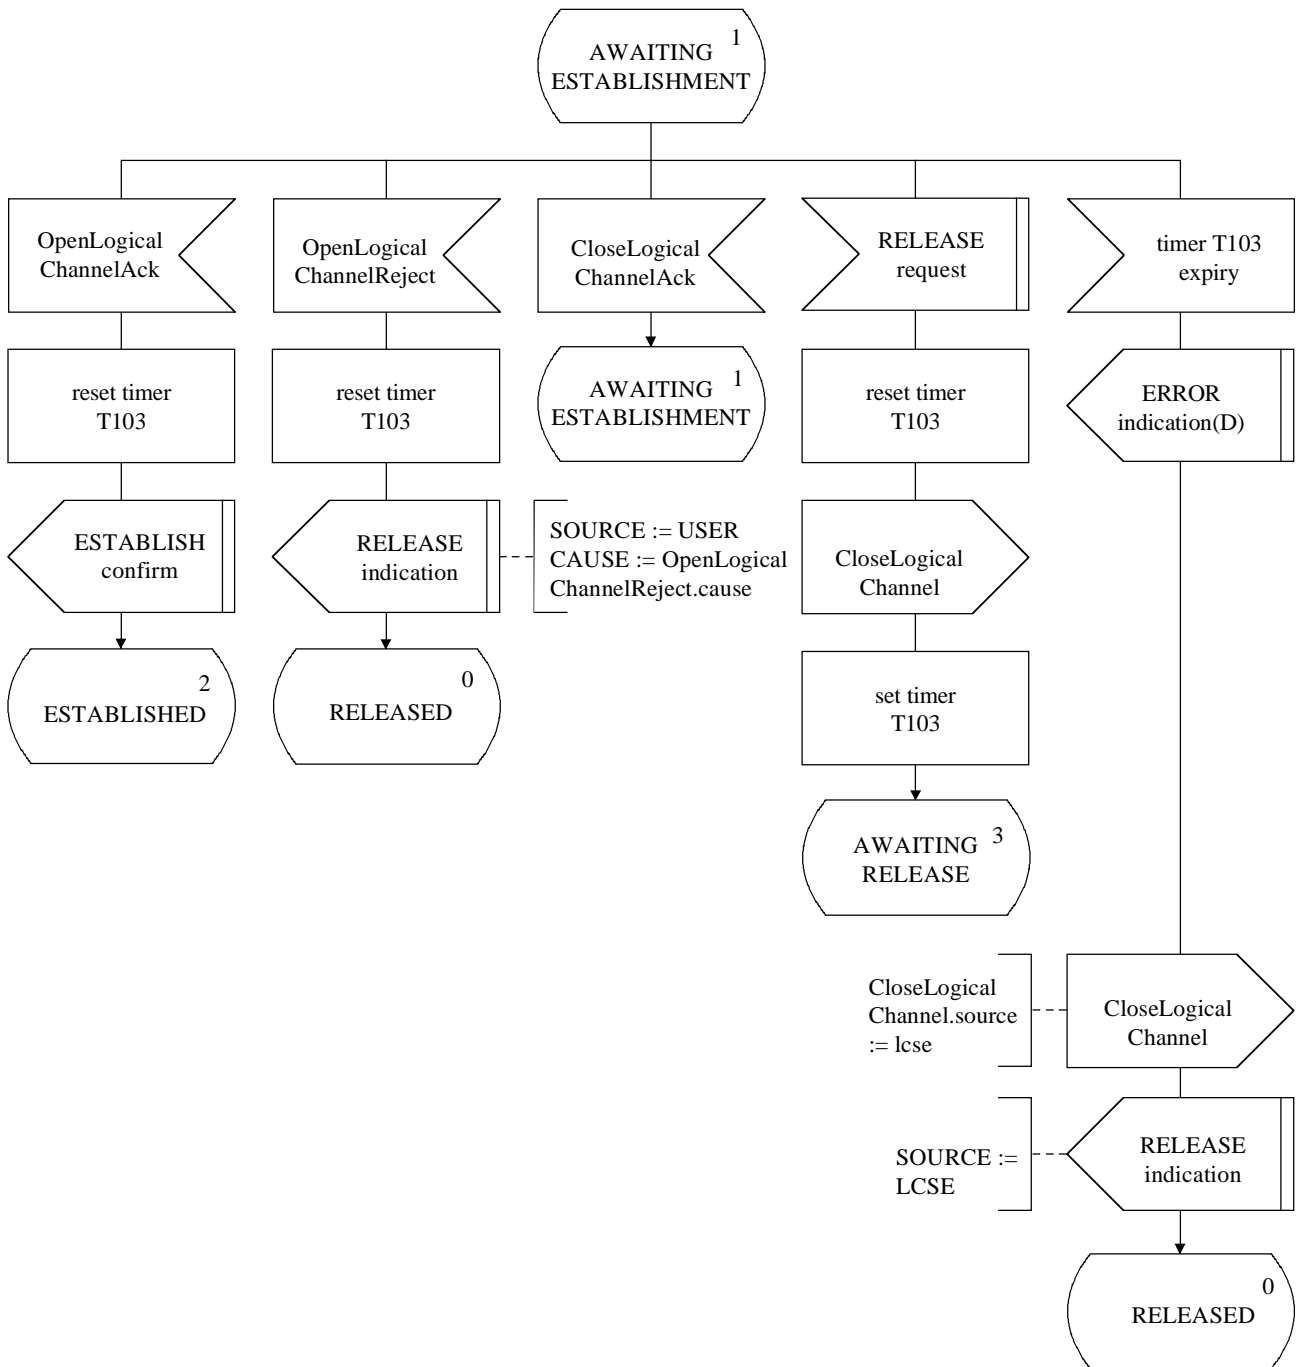 1
AWAITING
ESTABLISHMENT
OpenLogical
ChannelAck
OpenLogical
ChannelReject
CloseLogical
ChannelAck
RELEASE
request
timer T103
expiry
reset timer
T103
reset timer
T103
1
AWAITING
ESTABLISHMENT
reset timer
T103
ERROR
indication(D)
ESTABLISH
confirm
RELEASE
indication
SOURCE := USER
CAUSE := OpenLogical
ChannelReject.cause
CloseLogical
Channel
2
ESTABLISHED
0
RELEASED
set timer
T103
AWAITING 3
RELEASE
CloseLogical
Channel.source
:= lcse
CloseLogical
Channel
SOURCE :=
LCSE
RELEASE
indication
0
RELEASED